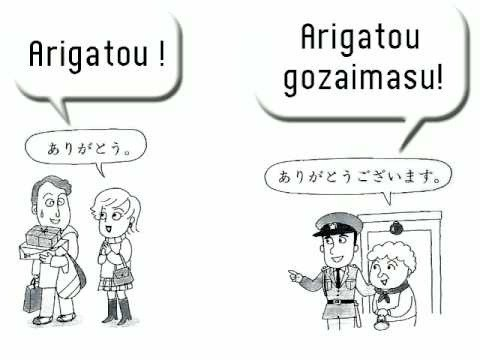 Arigatou !
ありがとう。
Arigatou
gozaimasu!
ありがとうございます。